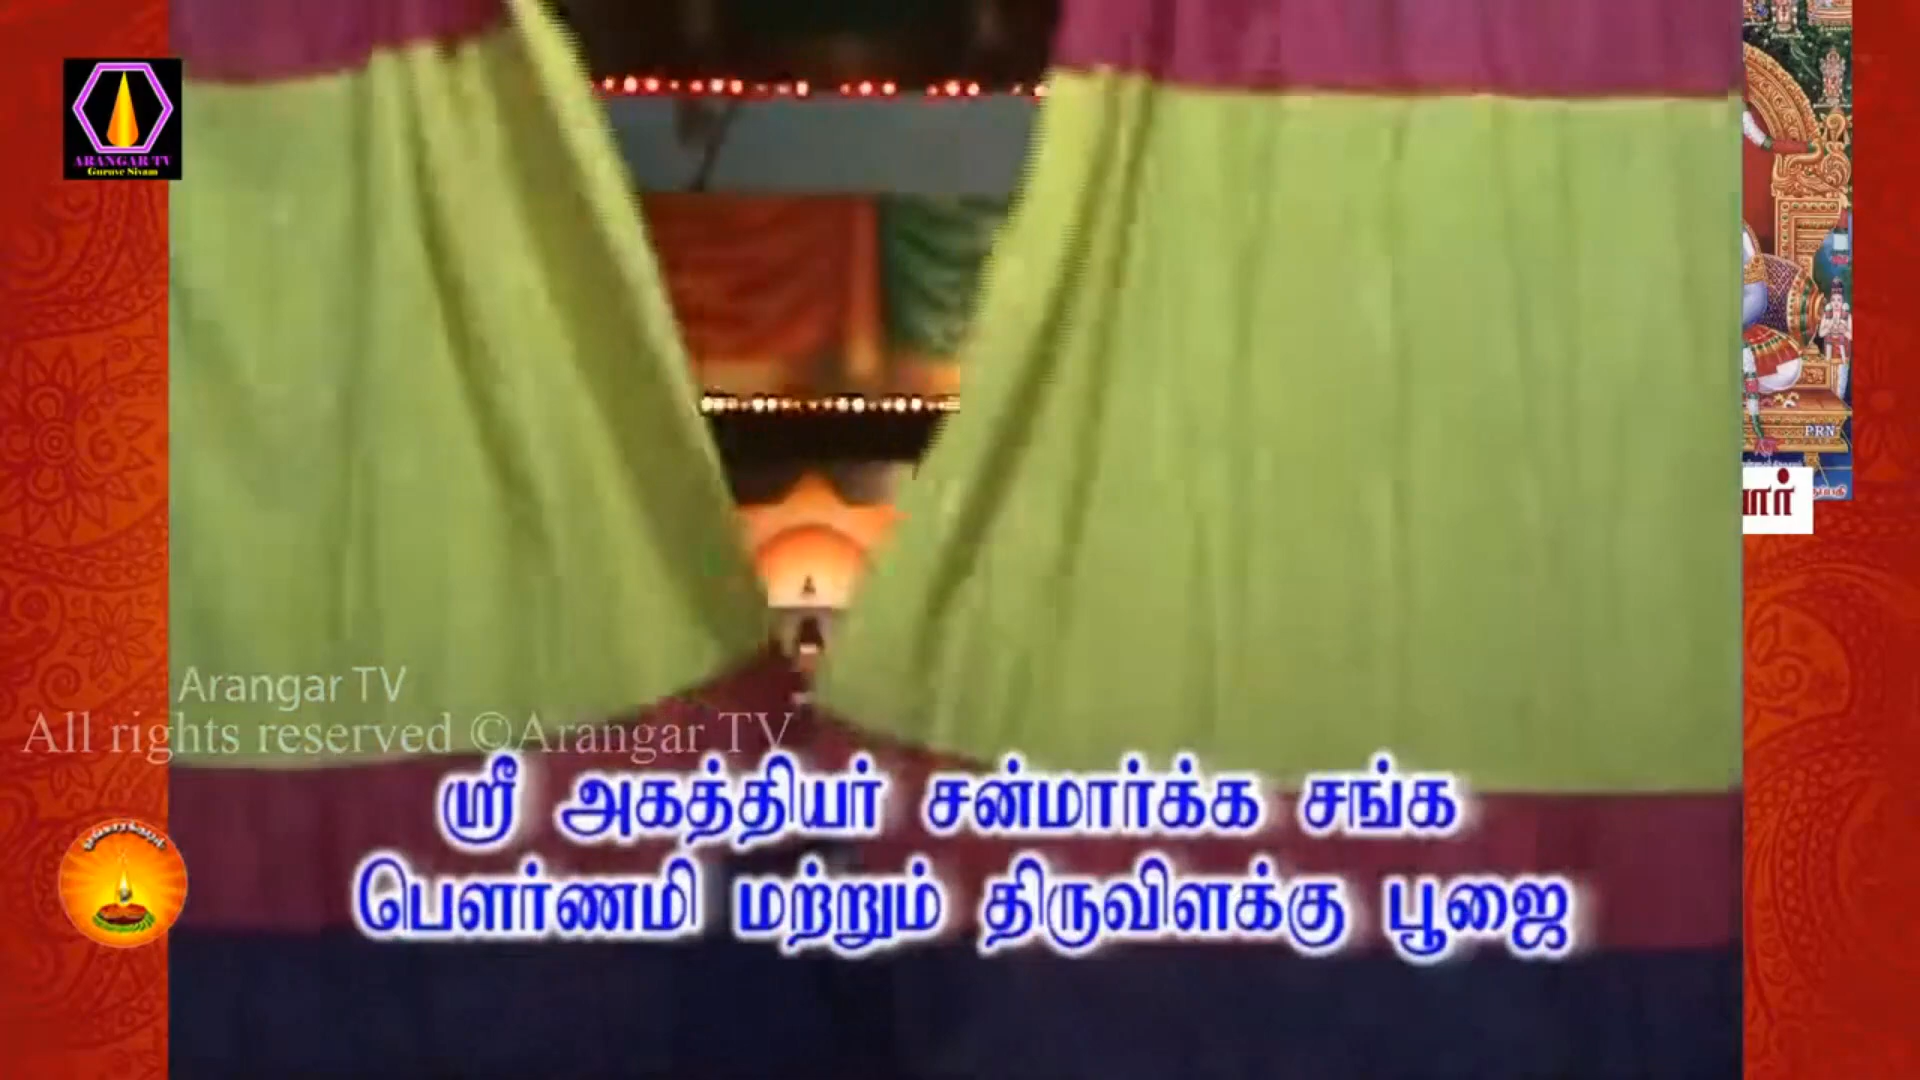 ARANGAR TV
Guruve Sivam
PRN
யார்
Arangar TV
All rights reserved ©Arangar TV
ஸ்ரீ அகத்தியர் சன்மார்க்க சங்க
பௌர்ணமி மற்றும் திருவிளக்கு பூஜை